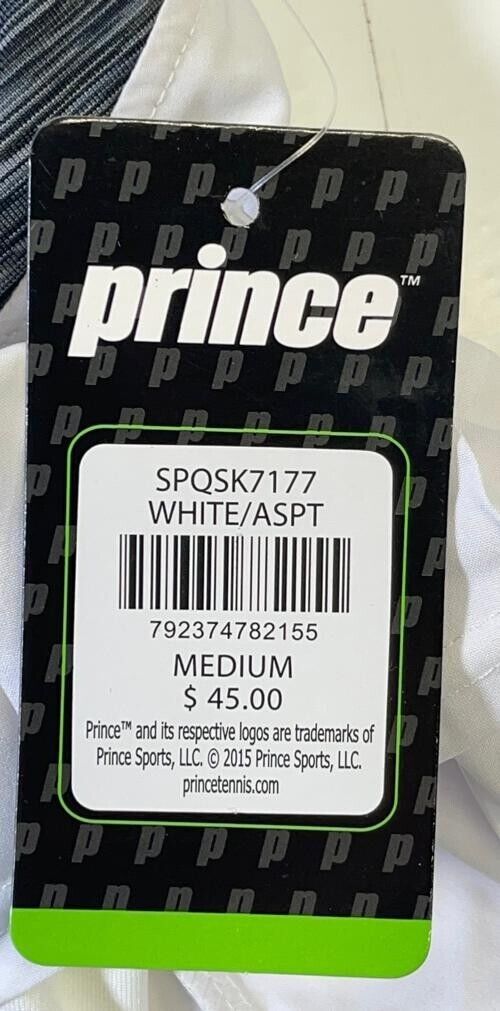 prince™
SPQSK7177
WHITE/ASPT
792374782155
MEDIUM
$ 45.00
Prince™ and its respective logos are trademarks of
Prince Sports, LLC. © 2015 Prince Sports, LLC.
princetennis.com